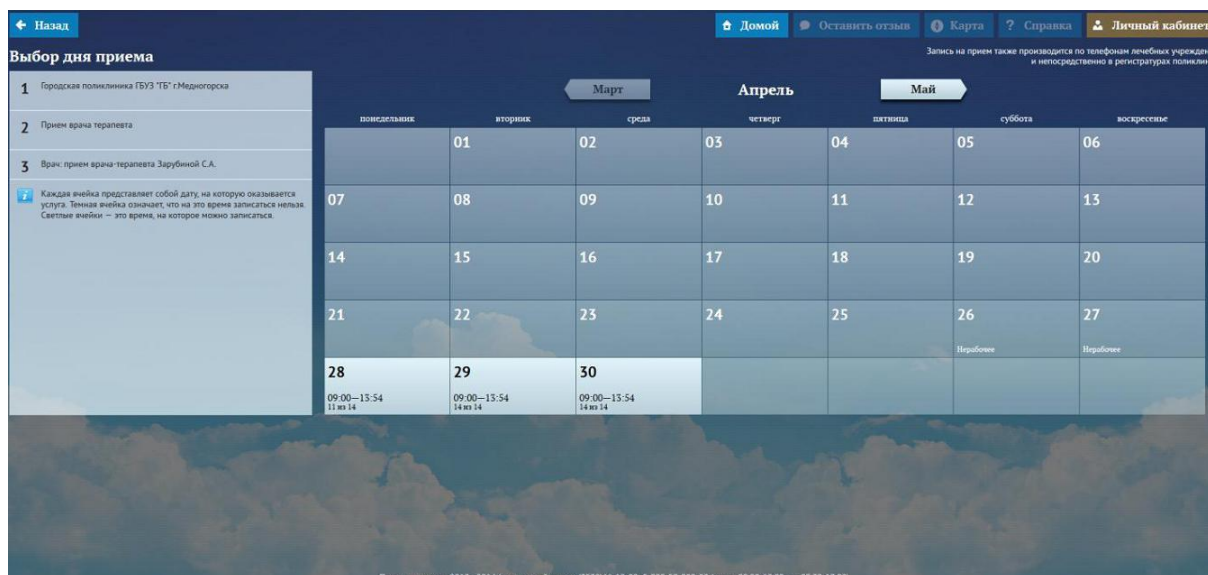 Назад
Домой
Оставить отзыв
Карта
? Справка
Личный кабинет
Выбор дня приема
Запись на прием также производится по телефонам лечебных учрежден
и непосредственно в регистратурах поликлин
1 Городская поликлиника ГБУЗ "ГБ" г.Медногорска
2 Прием врача терапевта
3 Врач: прием врача-терапевта Зарубиной С.А.
Каждая ячейка представляет собой дату, на которую оказывается
услуга. Темная ячейка означает, что на это время записаться нельзя.
Светлые ячейки — это время, на которое можно записаться.
Март Апрель Май
понедельник вторник среда четверг пятница суббота воскресенье
01 02 03 04 05 06
07 08 09 10 11 12 13
14 15 16 17 18 19 20
21 22 23 24 25 26 27
Нерабочее Нерабочее
28 29 30
09:00—13:54 09:00—13:54 09:00—13:54
11 из 14 14 из 14 14 из 14